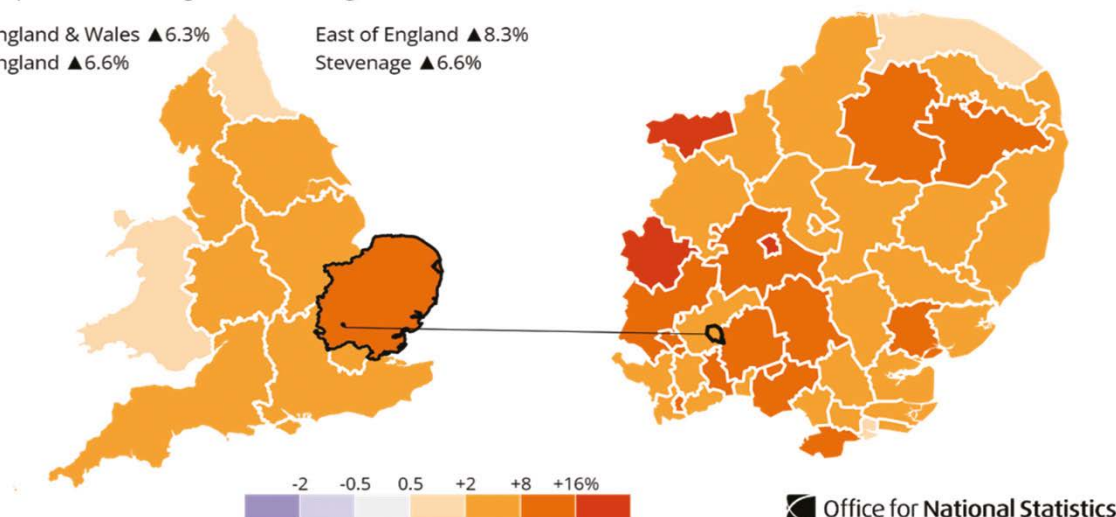 ngland & Wales ▲6.3%
ngland ▲6.6%
East of England ▲8.3%
Stevenage ▲6.6%
-2 -0.5 0.5 +2 +8 +16%
Office for National Statistics